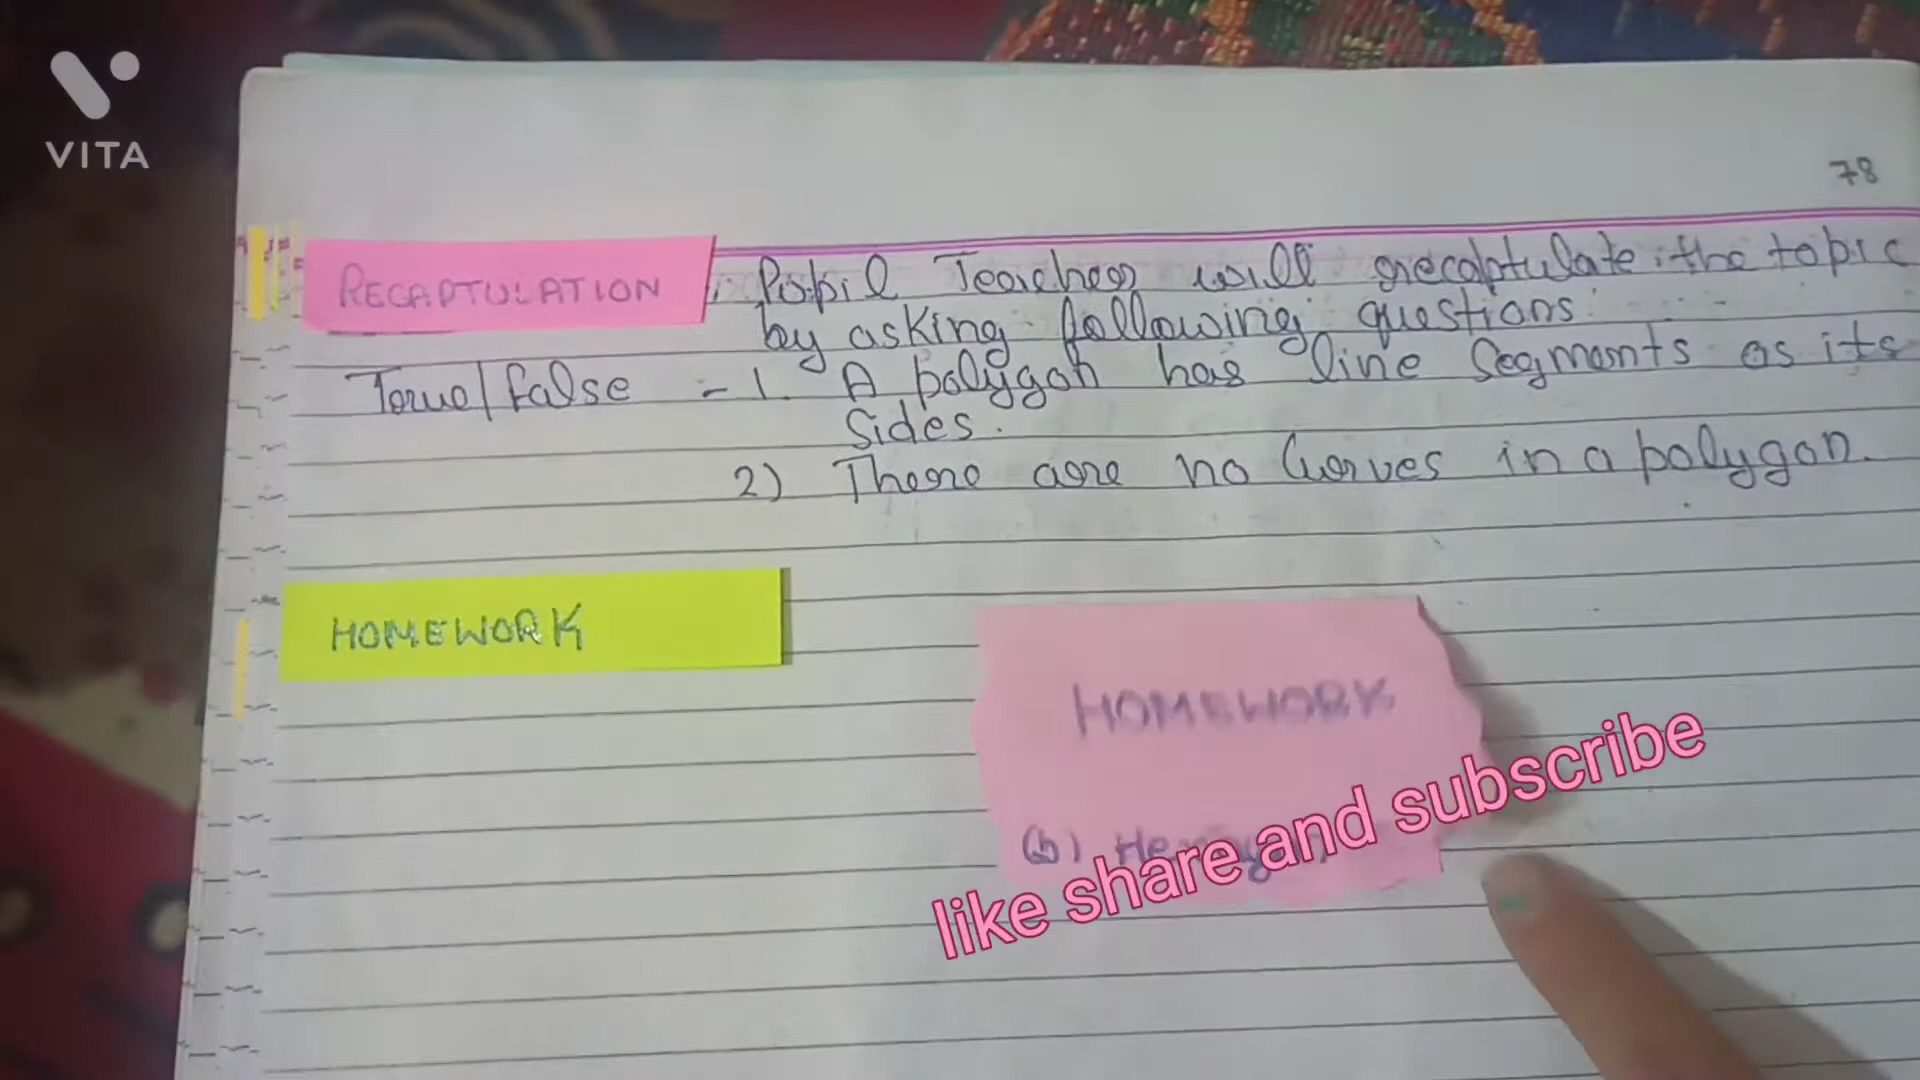 VITA
78
RECAPTULATION : Pupil Teacher will recaptulate the topic
by asking following questions
True/False - 1. A polygon has line Segments as its
Sides.
2) There are no Curves in a polygon.
HOMEWORK
HOMEWORK
(b)
like share and subscribe